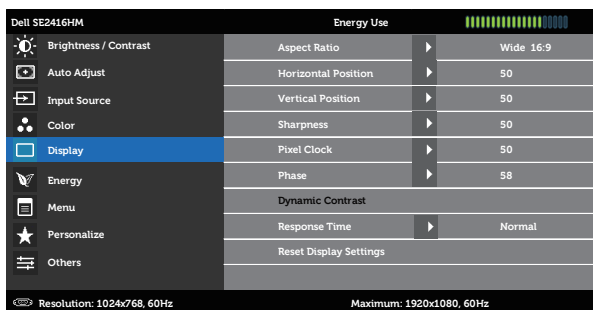 Dell SE2416HM Energy Use
Brightness / Contrast Aspect Ratio Wide 16:9
Auto Adjust Horizontal Position 50
Input Source Vertical Position 50
Color Sharpness 50
Display Pixel Clock 50
Energy Phase 58
Menu Dynamic Contrast
Personalize Response Time Normal
Others Reset Display Settings
Resolution: 1024x768, 60Hz Maximum: 1920x1080, 60Hz